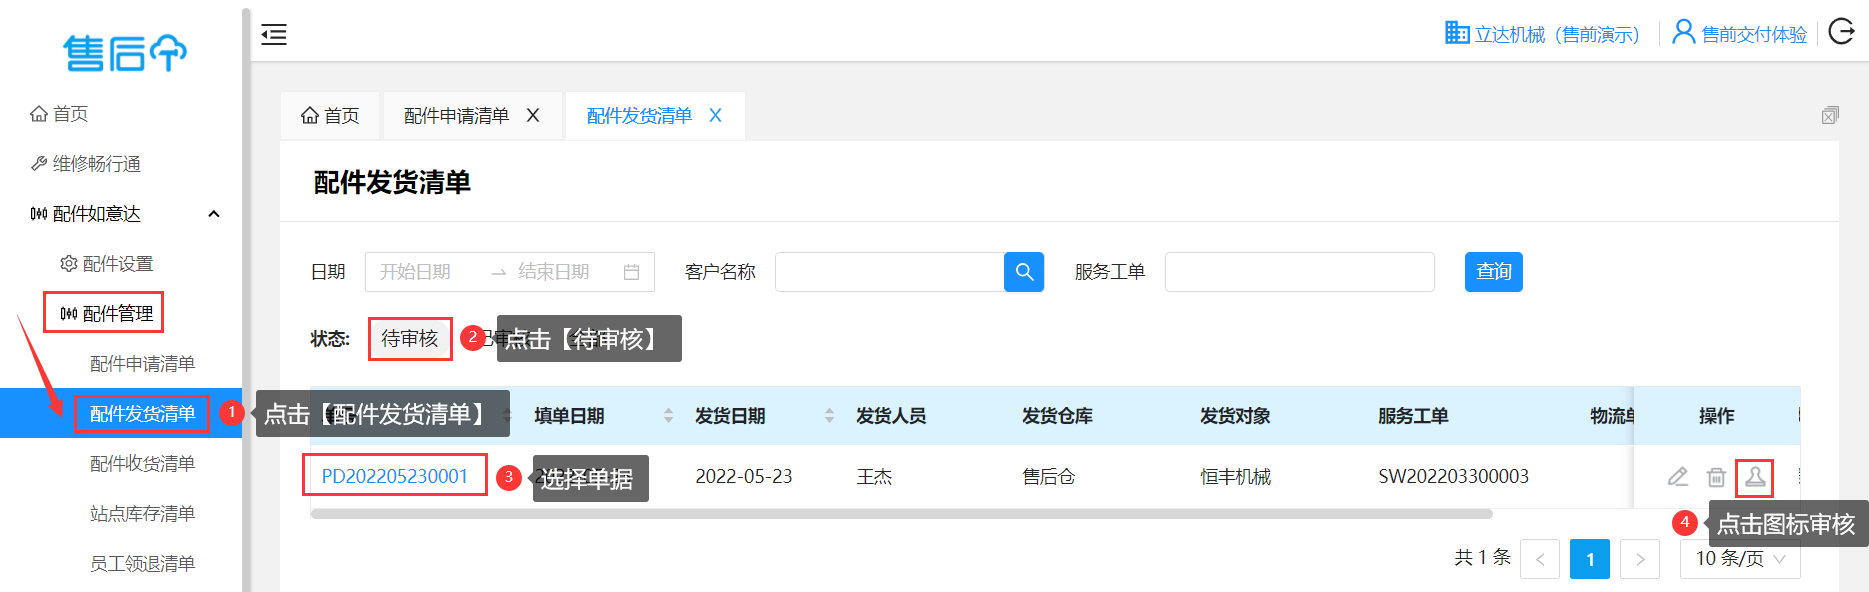 售后个
立达机械（售前演示）
售前交付体验
首页
维修畅行通
配件如意达
配件设置
配件管理
配件申请清单
配件发货清单
配件收货清单
站点库存清单
员工领退清单
首页
配件申请清单 X
配件发货清单 X
配件发货清单
日期 开始日期 → 结束日期 客户名称 服务工单 查询
状态: 待审核
2 点击【待审核】
1 点击【配件发货清单】
填单日期 发货日期 发货人员 发货仓库 发货对象 服务工单 物流单 操作
PD202205230001 2022-05-23 王杰 售后仓 恒丰机械 SW202203300003
3 选择单据
4 点击图标审核
共 1 条 < 1 > 10 条/页